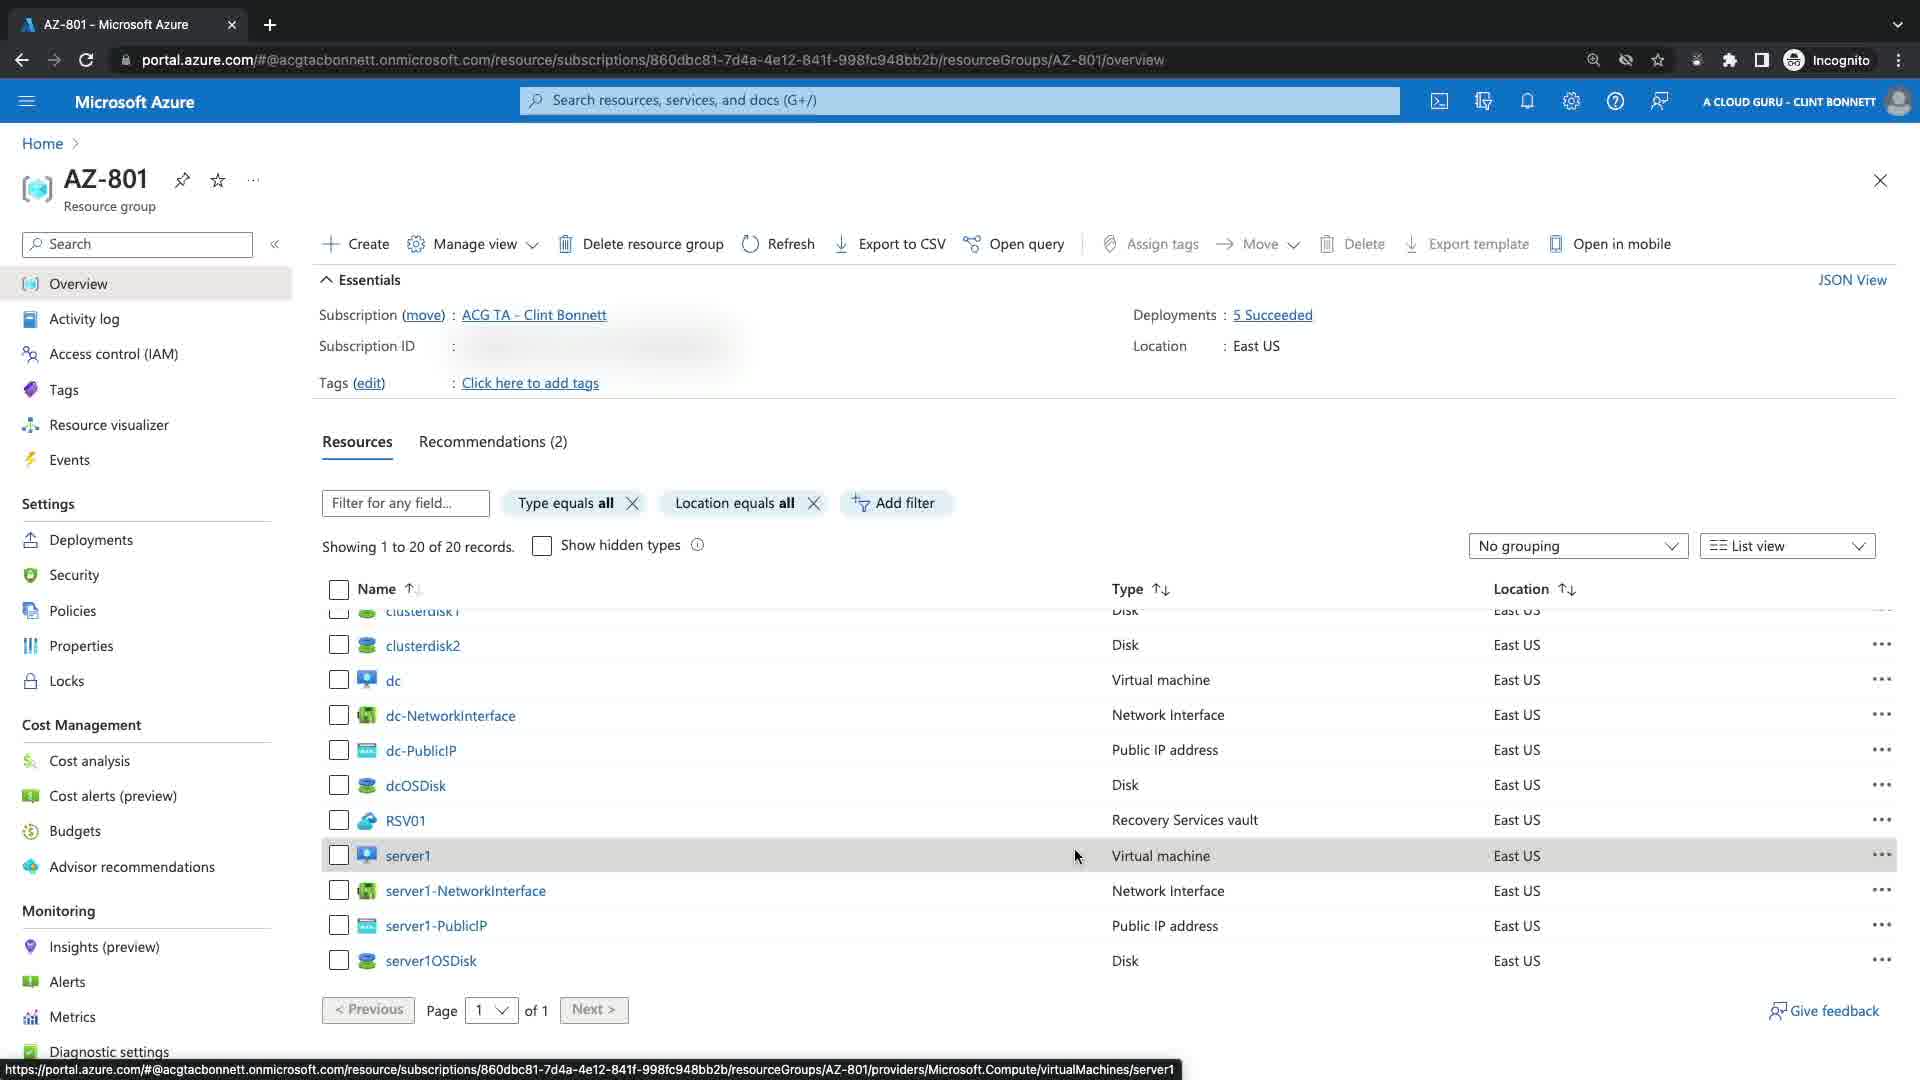 AZ-801 - Microsoft Azure
portal.azure.com/#@acgtacbonnett.onmicrosoft.com/resource/subscriptions/860dbc81-7d4a-4e12-841f-998fc948bb2b/resourceGroups/AZ-801/overview
Incognito
Microsoft Azure
Search resources, services, and docs (G+/)
A CLOUD GURU - CLINT BONNETT
Home
AZ-801
Resource group
Search
Create
Manage view
Delete resource group
Refresh
Export to CSV
Open query
Assign tags
Move
Delete
Export template
Open in mobile
Overview
Activity log
Access control (IAM)
Tags
Resource visualizer
Events
Settings
Deployments
Security
Policies
Properties
Locks
Cost Management
Cost analysis
Cost alerts (preview)
Budgets
Advisor recommendations
Monitoring
Insights (preview)
Alerts
Metrics
Diagnostic settings
Essentials
JSON View
Subscription (move) : ACG TA - Clint Bonnett
Deployments : 5 Succeeded
Subscription ID :
Location : East US
Tags (edit) : Click here to add tags
Resources
Recommendations (2)
Filter for any field...
Type equals all
Location equals all
Add filter
Showing 1 to 20 of 20 records.
Show hidden types
No grouping
List view
Name
Type
Location
clusterdisk1 Disk East US
clusterdisk2 Disk East US
dc Virtual machine East US
dc-NetworkInterface Network Interface East US
dc-PublicIP Public IP address East US
dcOSDisk Disk East US
RSV01 Recovery Services vault East US
server1 Virtual machine East US
server1-NetworkInterface Network Interface East US
server1-PublicIP Public IP address East US
server1OSDisk Disk East US
< Previous
Page 1 of 1
Next >
Give feedback
https://portal.azure.com/#@acgtacbonnett.onmicrosoft.com/resource/subscriptions/860dbc81-7d4a-4e12-841f-998fc948bb2b/resourceGroups/AZ-801/providers/Microsoft.Compute/virtualMachines/server1